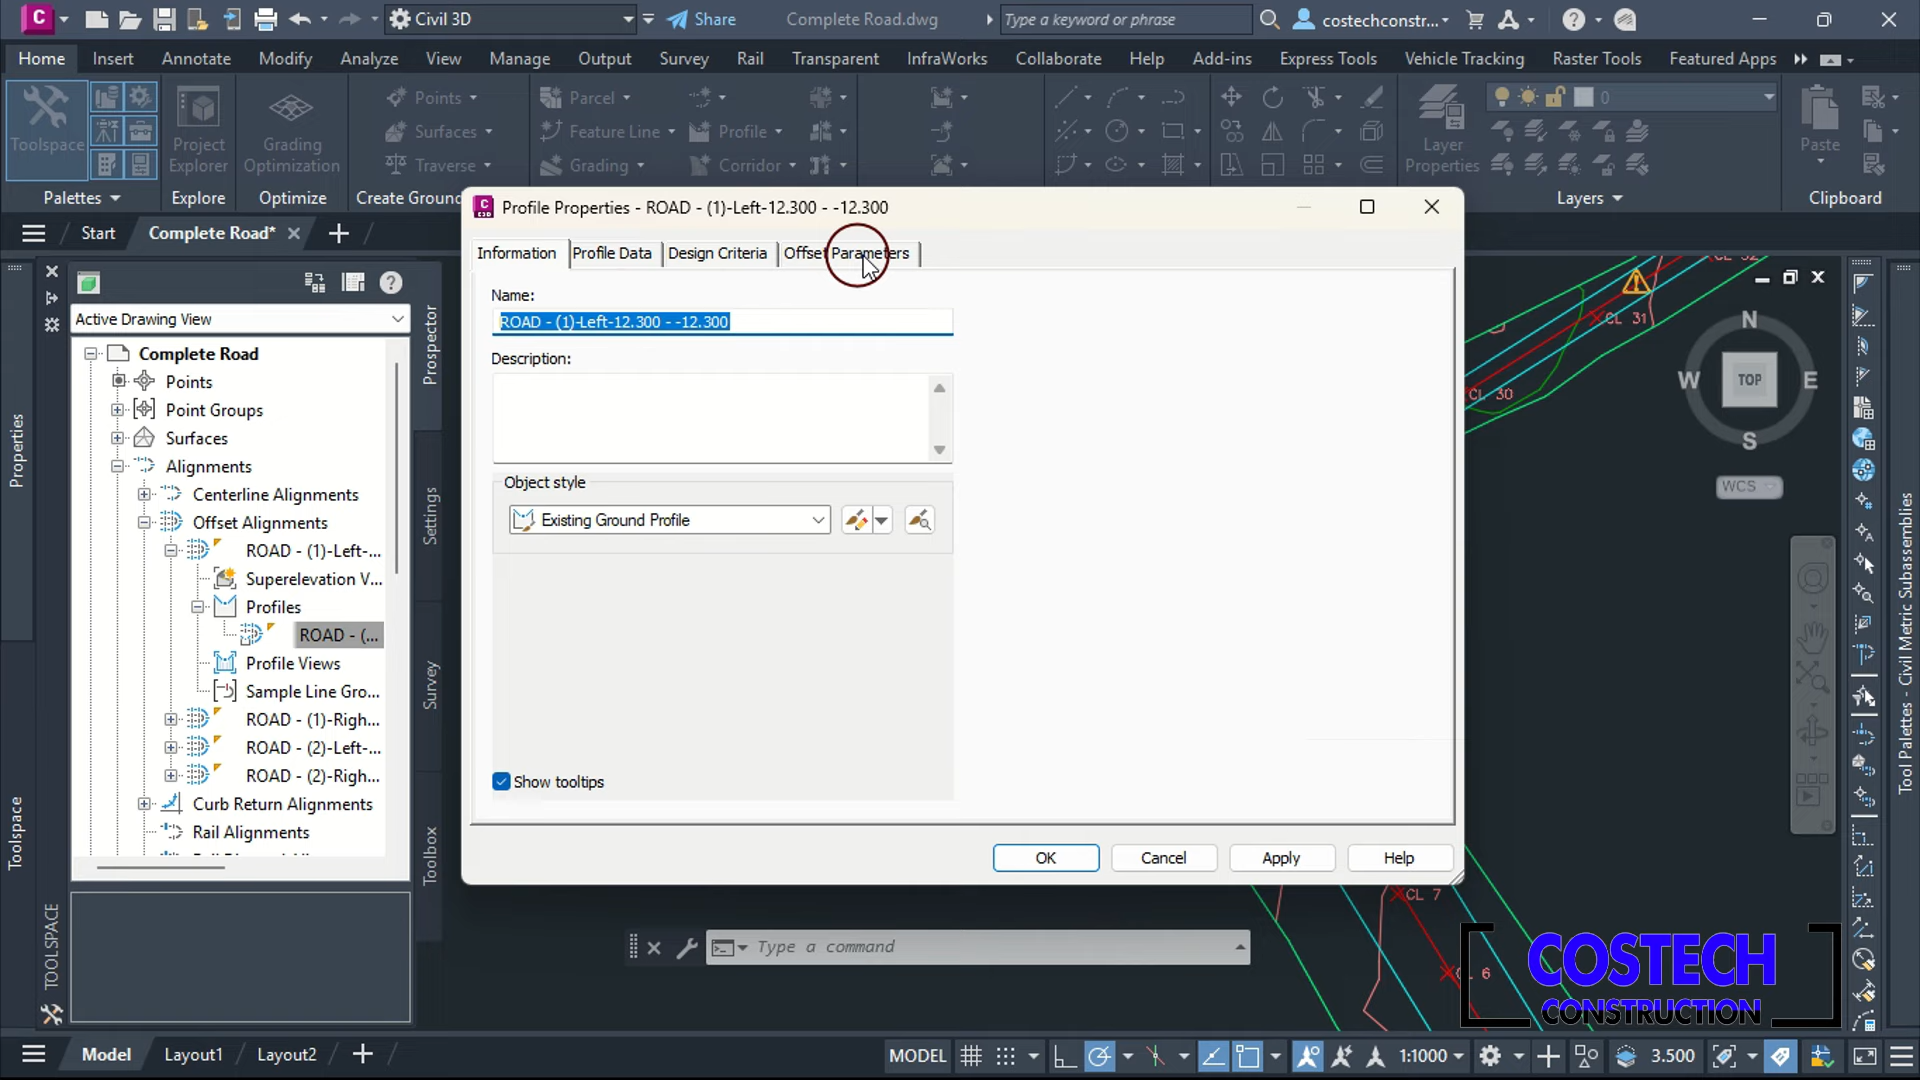 Civil 3D
Share
Complete Road.dwg
Type a keyword or phrase
costechconstr...
Home Insert Annotate Modify Analyze View Manage Output Survey Rail Transparent InfraWorks Collaborate Help Add-ins Express Tools Vehicle Tracking Raster Tools Featured Apps
Points
Parcel
0
Toolspace
Project Explorer
Grading Optimization
Surfaces
Feature Line
Profile
Layer Properties
Paste
Traverse
Grading
Corridor
Palettes
Explore
Optimize
Create Groun
Layers
Clipboard
Start
Complete Road*
Profile Properties - ROAD - (1)-Left-12.300 - -12.300
Information
Profile Data
Design Criteria
Offset Parameters
Name:
ROAD - (1)-Left-12.300 - -12.300
Description:
Object style
Existing Ground Profile
Show tooltips
OK
Cancel
Apply
Help
Active Drawing View
Complete Road
Points
Point Groups
Surfaces
Alignments
Centerline Alignments
Offset Alignments
ROAD - (1)-Left-...
Superelevation V...
Profiles
ROAD - (...
Profile Views
Sample Line Gro...
ROAD - (1)-Righ...
ROAD - (2)-Left-...
ROAD - (2)-Righ...
Curb Return Alignments
Rail Alignments
Properties
Toolspace
TOOLSPACE
Prospector
Settings
Survey
Toolbox
CL 31
CL 30
CL 7
N
W
TOP
E
S
WCS
Tool Palettes - Civil Metric Subassemblies
Type a command
COSTECH
CONSTRUCTION
Model
Layout1
Layout2
MODEL
1:1000
3.500